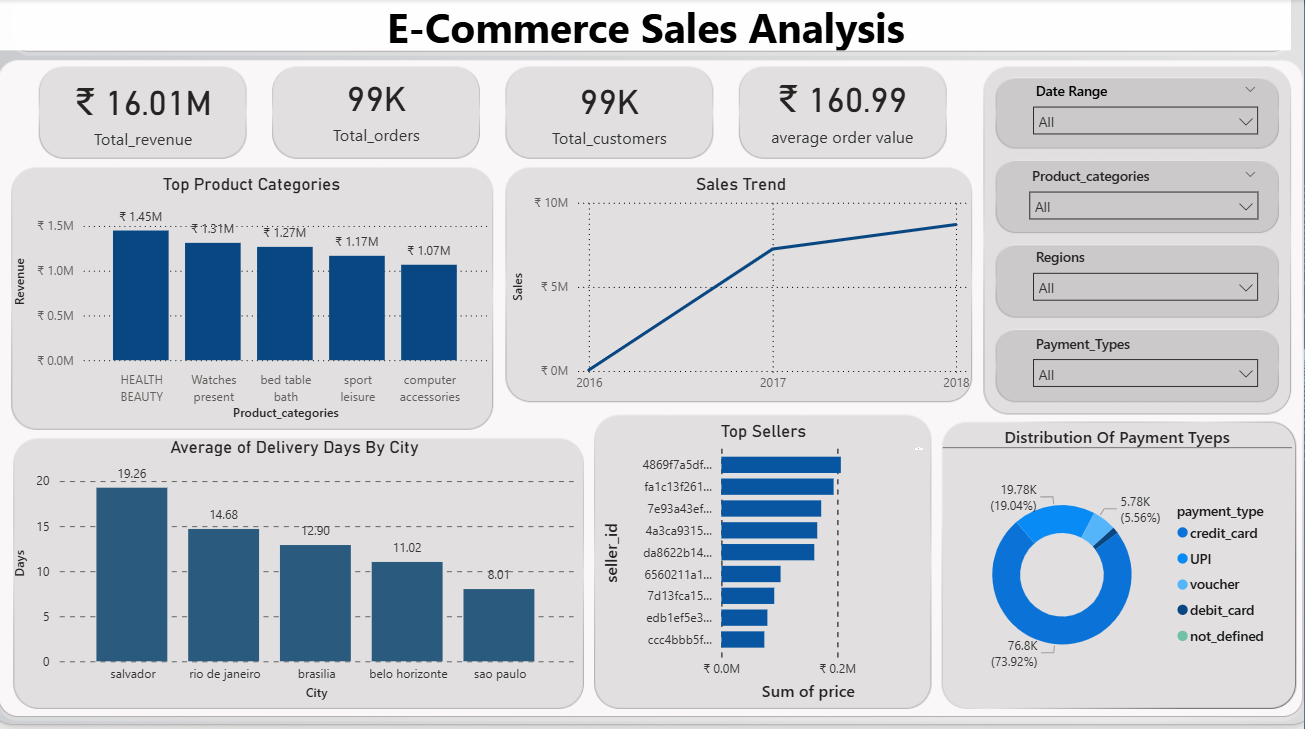 E-Commerce Sales Analysis
₹ 16.01M
Total_revenue
99K
Total_orders
99K
Total_customers
₹ 160.99
average order value
Date Range
All
Product_categories
All
Regions
All
Payment_Types
All
Top Product Categories
Revenue
₹ 1.5M
₹ 1.0M
₹ 0.5M
₹ 0.0M
₹ 1.45M
₹ 1.31M
₹ 1.27M
₹ 1.17M
₹ 1.07M
HEALTH
BEAUTY
Watches
present
bed table
bath
sport
leisure
computer
accessories
Product_categories
Sales Trend
Sales
₹ 10M
₹ 5M
₹ 0M
2016
2017
2018
Average of Delivery Days By City
Days
20
15
10
5
0
19.26
14.68
12.90
11.02
8.01
salvador
rio de janeiro
brasilia
belo horizonte
sao paulo
City
Top Sellers
seller_id
4869f7a5df...
fa1c13f261...
7e93a43ef...
4a3ca9315...
da8622b14...
6560211a1...
7d13fca15...
edb1ef5e3...
ccc4bbb5f...
₹ 0.0M
₹ 0.2M
Sum of price
Distribution Of Payment Tyeps
19.78K
(19.04%)
5.78K
(5.56%)
76.8K
(73.92%)
payment_type
credit_card
UPI
voucher
debit_card
not_defined